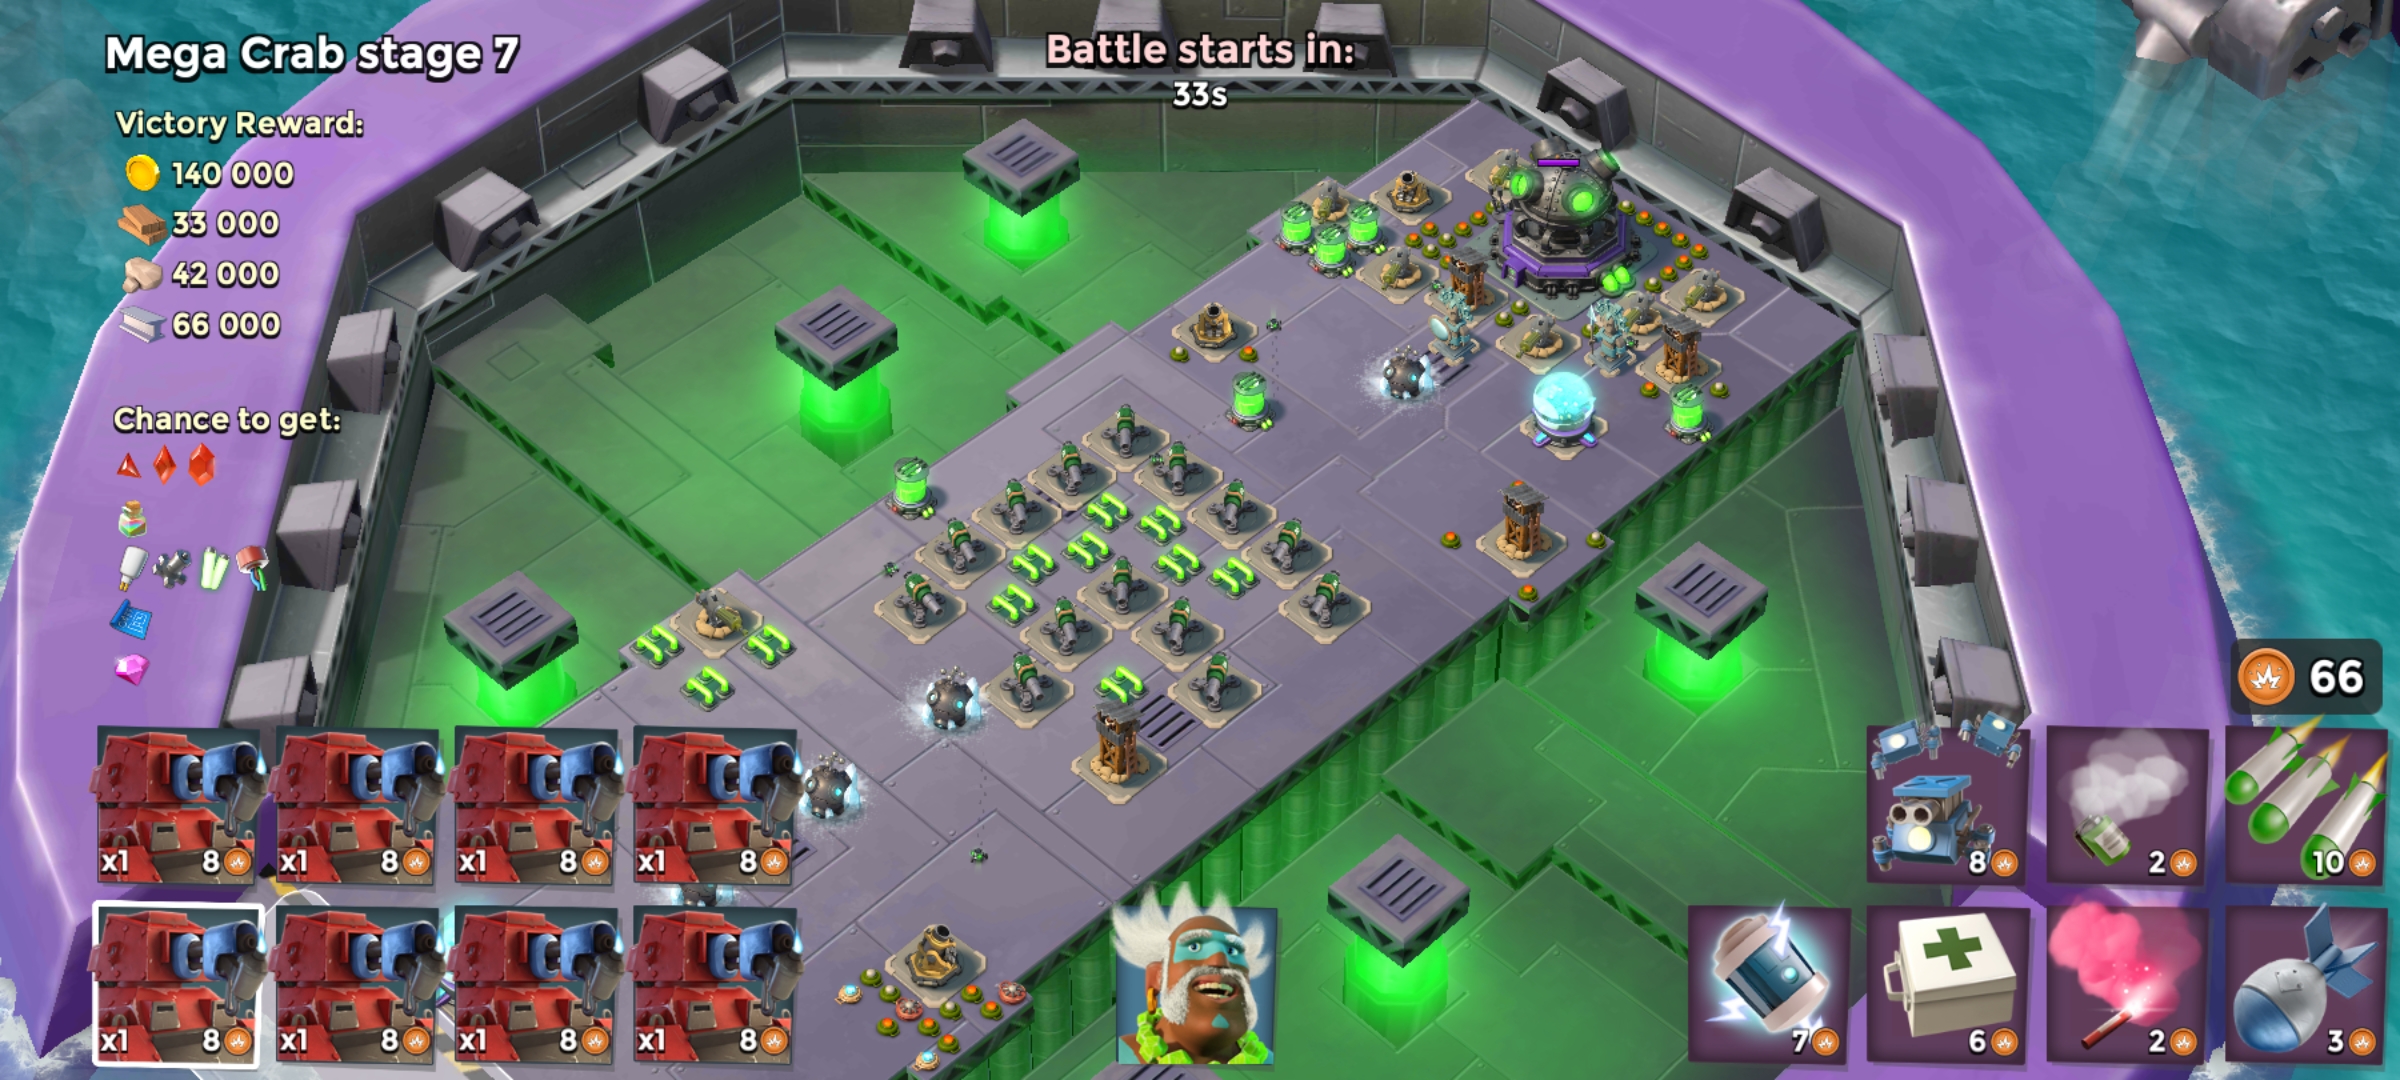 Mega Crab stage 7
Battle starts in:
33s
Victory Reward:
140 000
33 000
42 000
66 000
Chance to get:
66
x1 8
x1 8
x1 8
x1 8
8
2
10
x1 8
x1 8
x1 8
x1 8
7
6
2
3